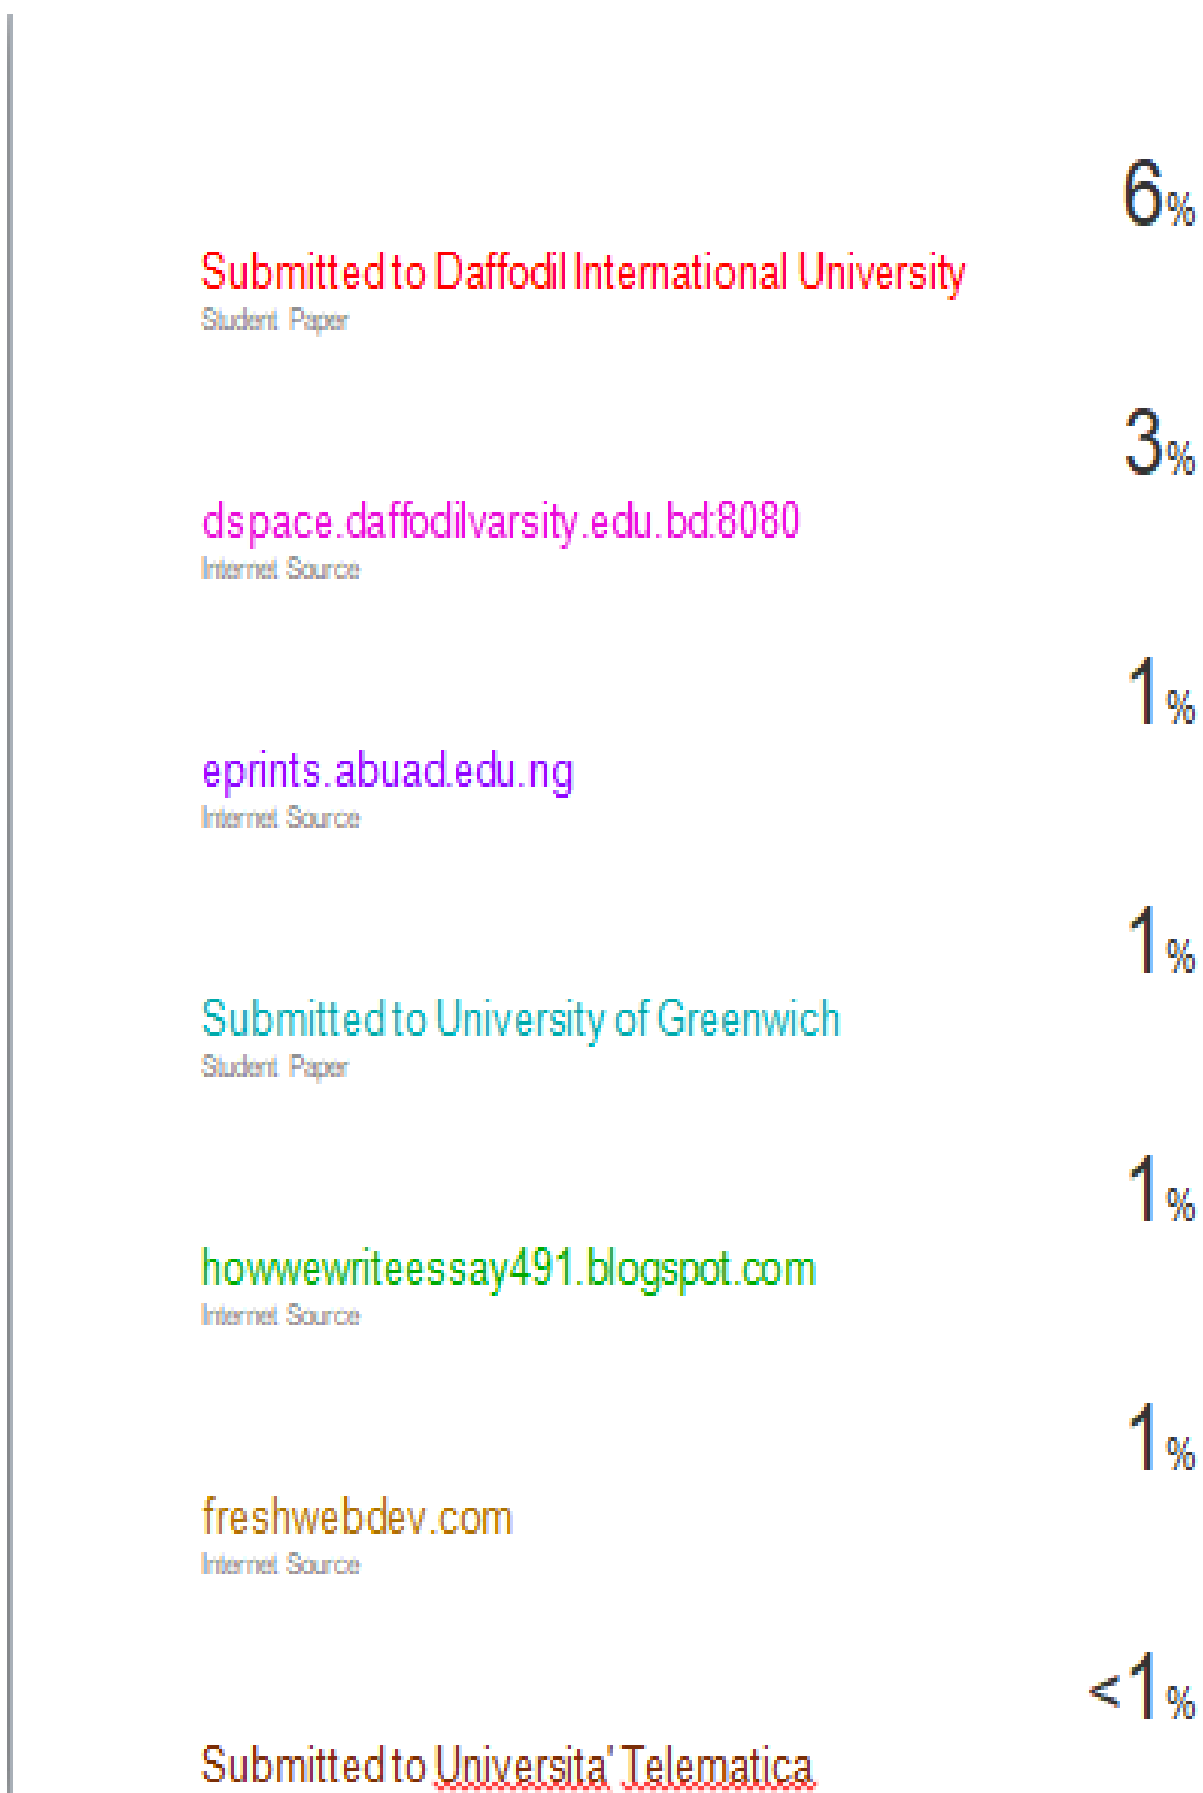 6%
Submitted to Daffodil International University
Student Paper
3%
dspace.daffodilvarsity.edu.bd:8080
Internet Source
1%
eprints.abuad.edu.ng
Internet Source
1%
Submitted to University of Greenwich
Student Paper
1%
howwewriteessay491.blogspot.com
Internet Source
1%
freshwebdev.com
Internet Source
<1%
Submitted to Universita' Telematica